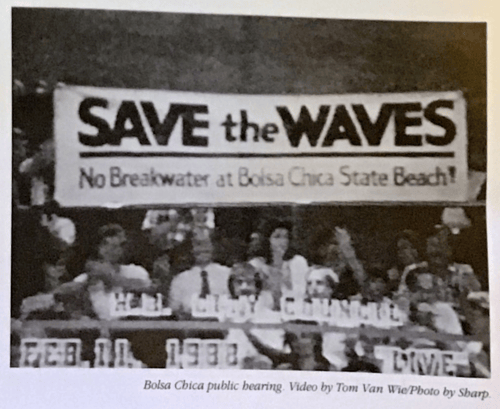 SAVE the WAVES
No Breakwater at Bolsa Chica State Beach!
H.B. CITY COUNCIL
FEB.11, 1988 LIVE
Bolsa Chica public hearing. Video by Tom Van Wie/Photo by Sharp.